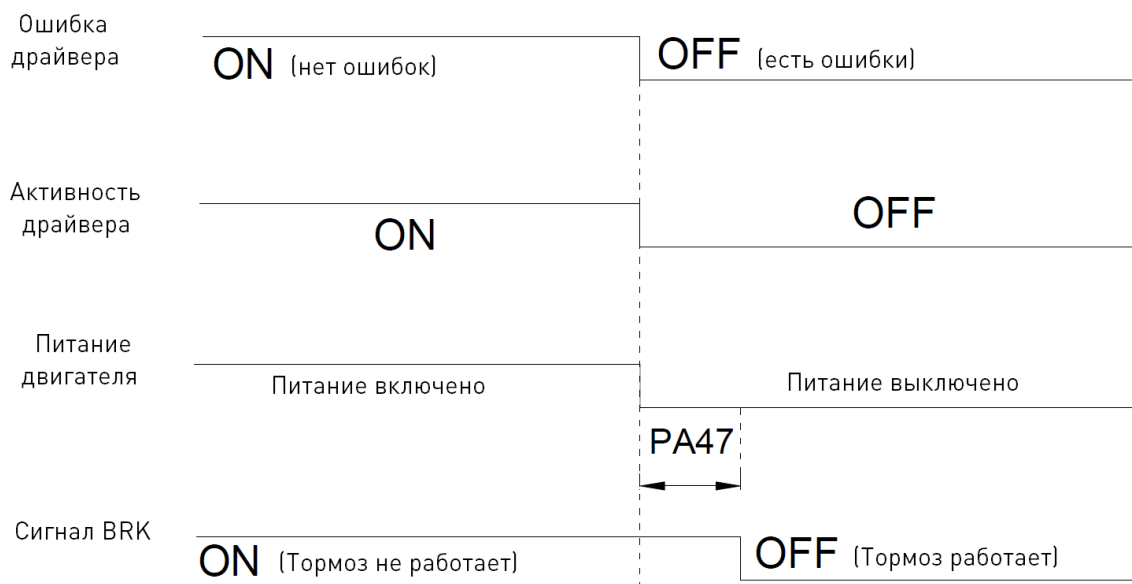 Ошибка
драйвера
ON (нет ошибок)
OFF (есть ошибки)
Активность
драйвера
ON
OFF
Питание
двигателя
Питание включено
Питание выключено
PA47
Сигнал BRK
ON (Тормоз не работает)
OFF (Тормоз работает)